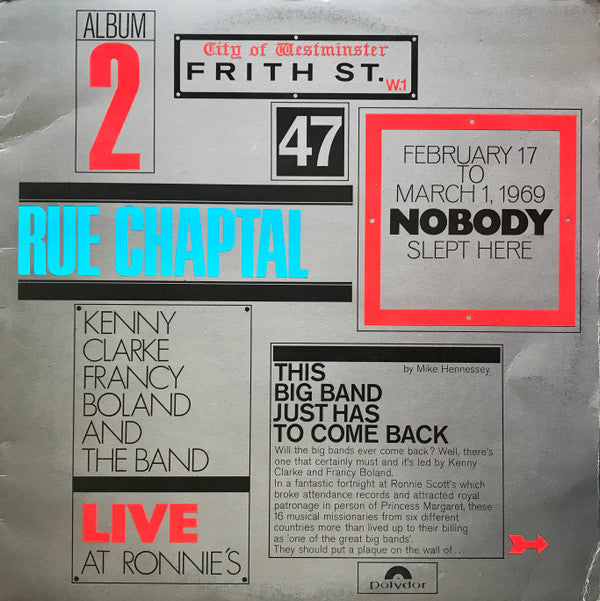 ALBUM
2
City of Westminster
FRITH ST.
W.1
47
FEBRUARY 17
TO
MARCH 1, 1969
NOBODY
SLEPT HERE
RUE CHAPTAL
KENNY
CLARKE
FRANCY
BOLAND
AND
THE BAND
LIVE
AT RONNIE'S
THIS
by Mike Hennessey
BIG BAND
JUST HAS
TO COME BACK
Will the big bands ever come back? Well, there's
one that certainly must and it's led by Kenny
Clarke and Francy Boland.
In a fantastic fortnight at Ronnie Scott's which
broke attendance records and attracted royal
patronage in person of Princess Margaret, these
16 musical missionaries from six different
countries more than lived up to their billing
as 'one of the great big bands'.
They should put a plaque on the wall of...
polydor